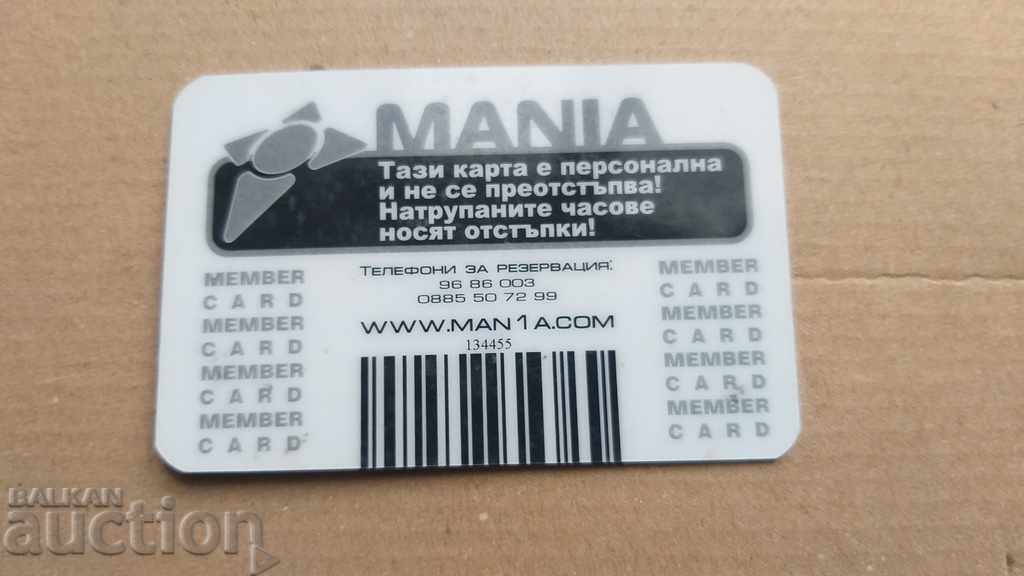 MANIA
Тази карта е персонална
и не се преотстъпва!
Натрупаните часове
носят отстъпки!
Телефони за резервация:
96 86 003
0885 50 72 99
www.man1a.com
134455
MEMBER
CARD
MEMBER
CARD
MEMBER
CARD
MEMBER
CARD
MEMBER
CARD
MEMBER
CARD
MEMBER
CARD
MEMBER
CARD
BALKAN
auction